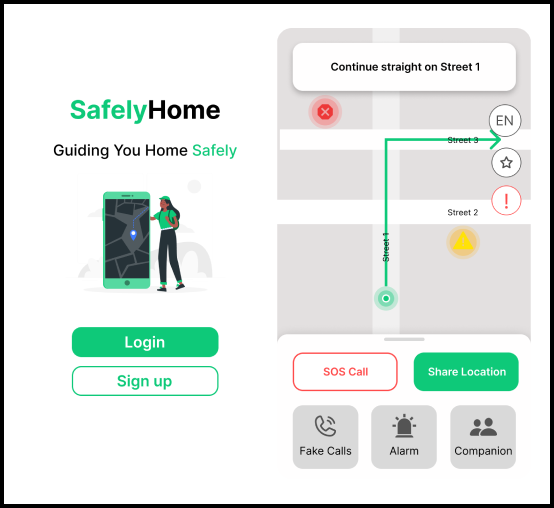 SafelyHome
Guiding You Home Safely
Login
Sign up
Continue straight on Street 1
EN
Street 3
Street 2
Street 1
SOS Call
Share Location
Fake Calls
Alarm
Companion